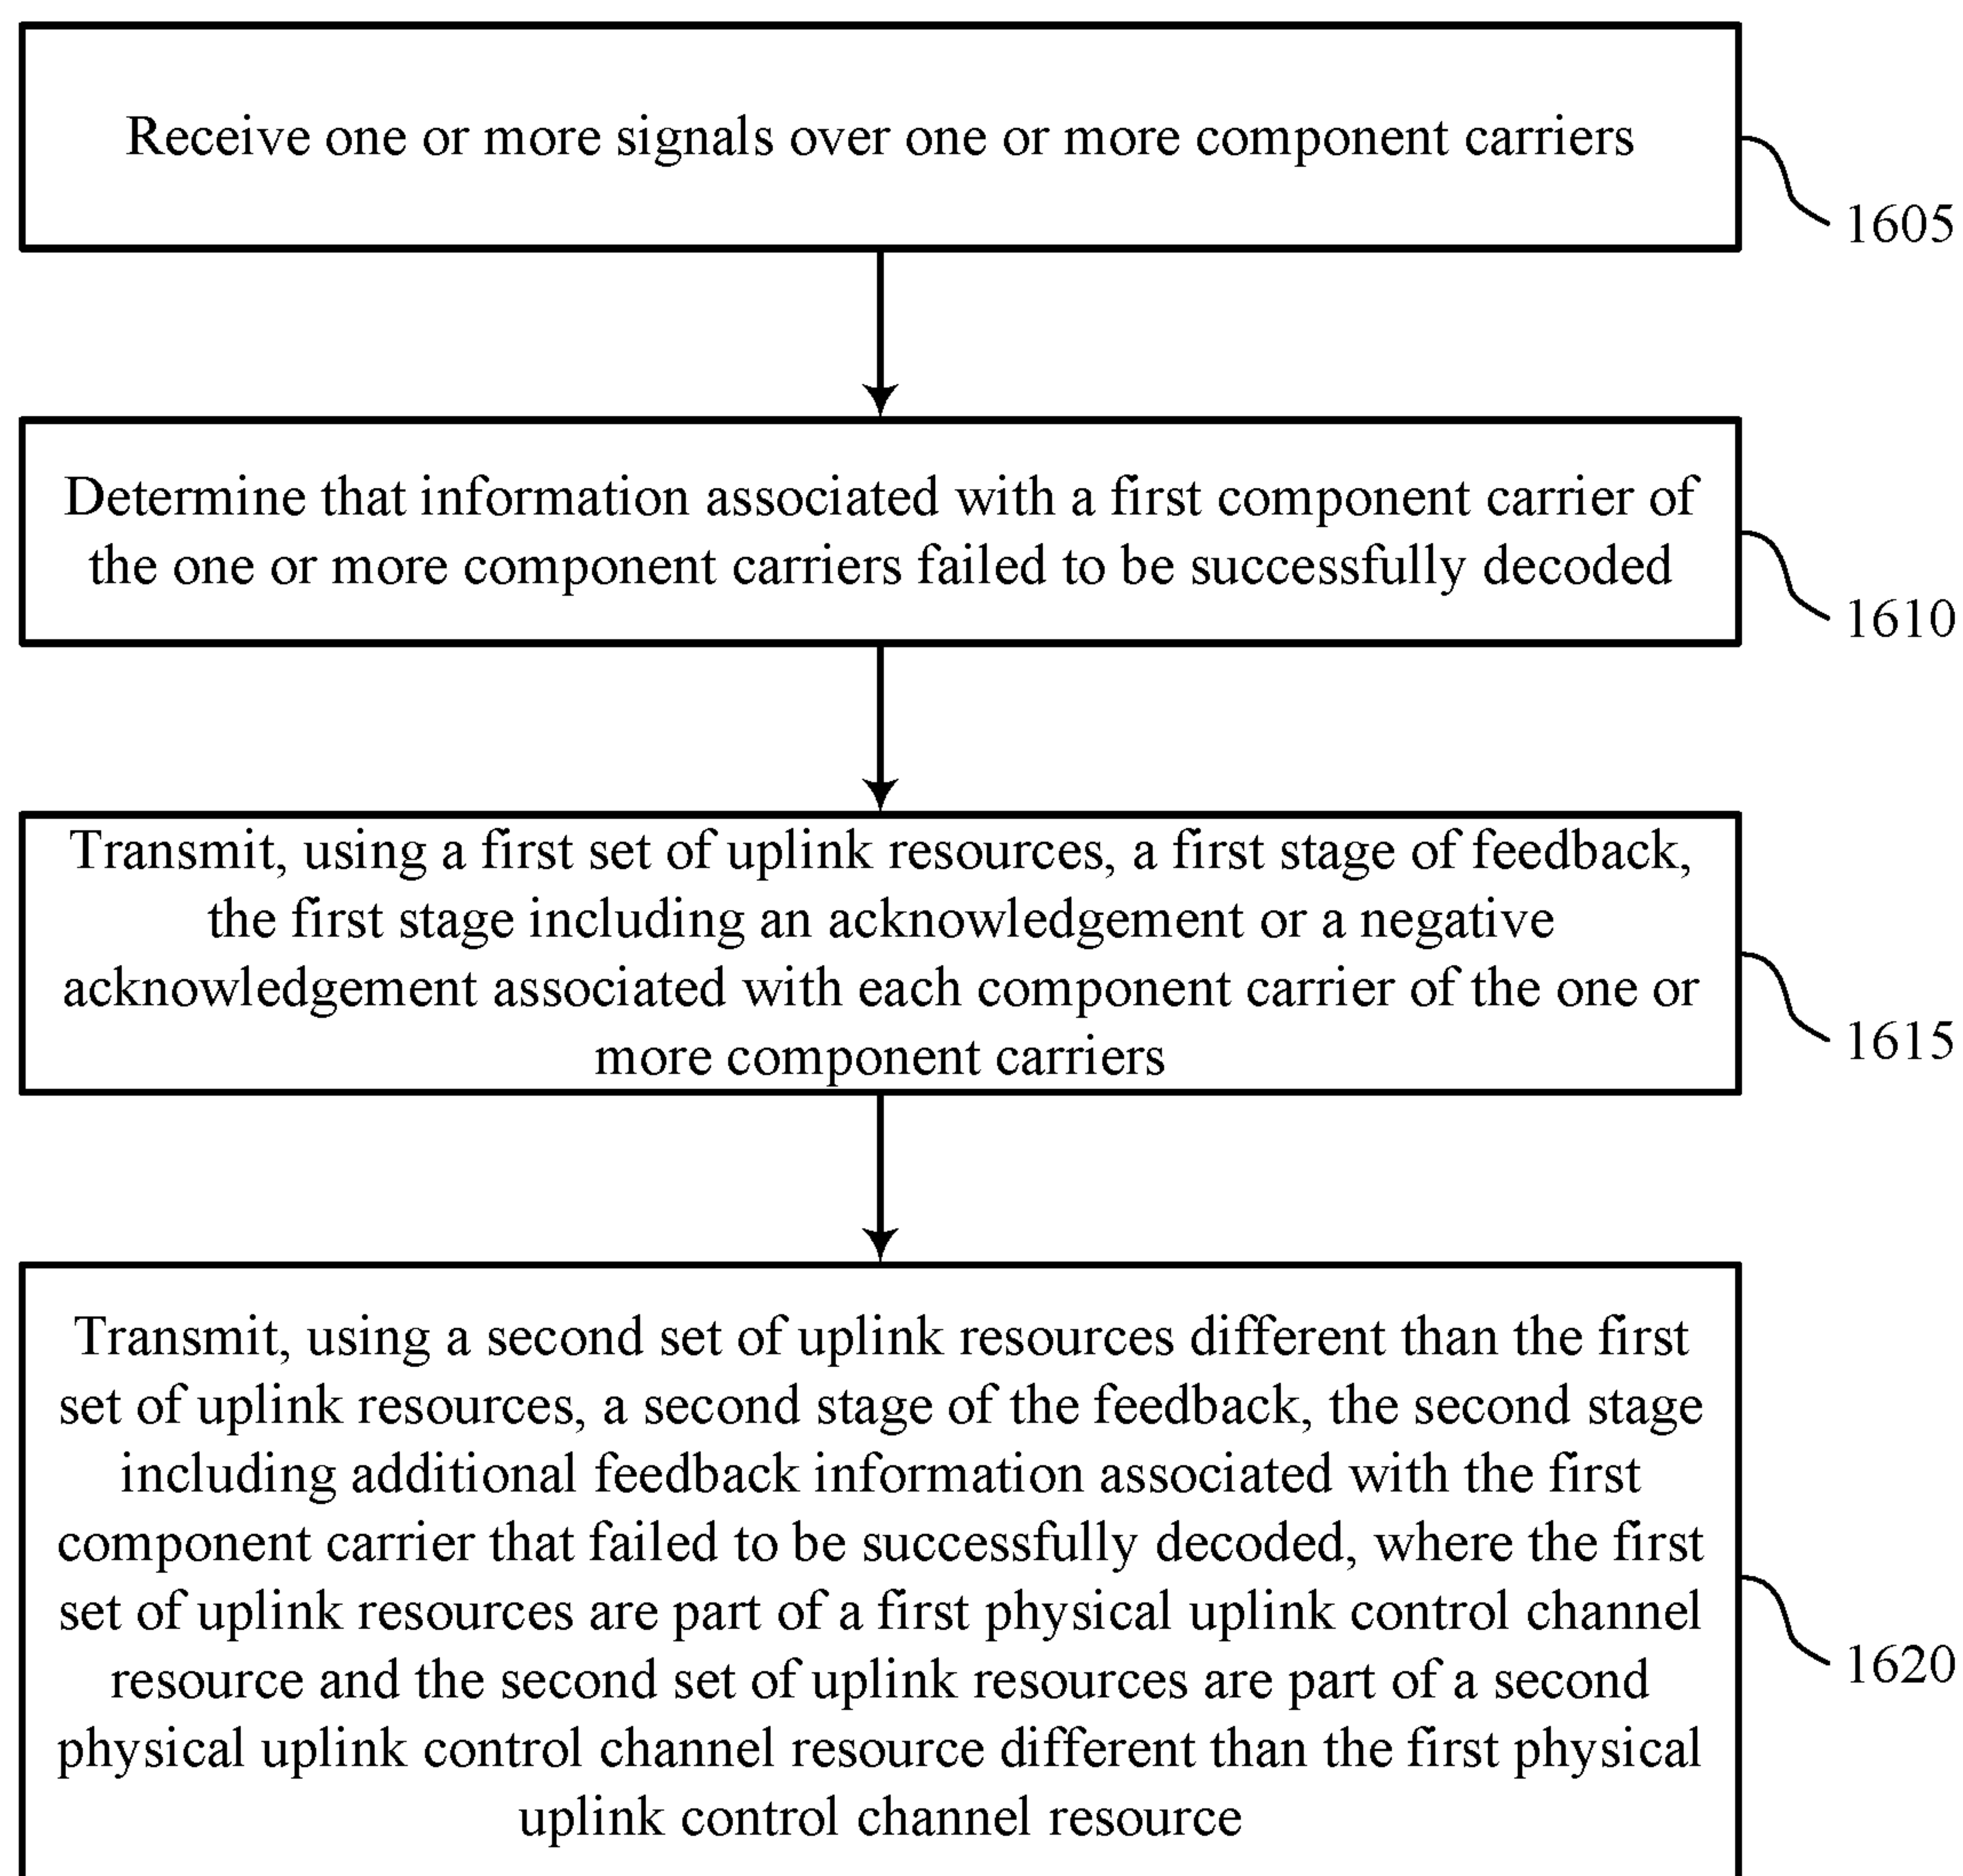 Receive one or more signals over one or more component carriers
1605
Determine that information associated with a first component carrier of
the one or more component carriers failed to be successfully decoded
1610
Transmit, using a first set of uplink resources, a first stage of feedback,
the first stage including an acknowledgement or a negative
acknowledgement associated with each component carrier of the one or
more component carriers
1615
Transmit, using a second set of uplink resources different than the first
set of uplink resources, a second stage of the feedback, the second stage
including additional feedback information associated with the first
component carrier that failed to be successfully decoded, where the first
set of uplink resources are part of a first physical uplink control channel
resource and the second set of uplink resources are part of a second
physical uplink control channel resource different than the first physical
uplink control channel resource
1620